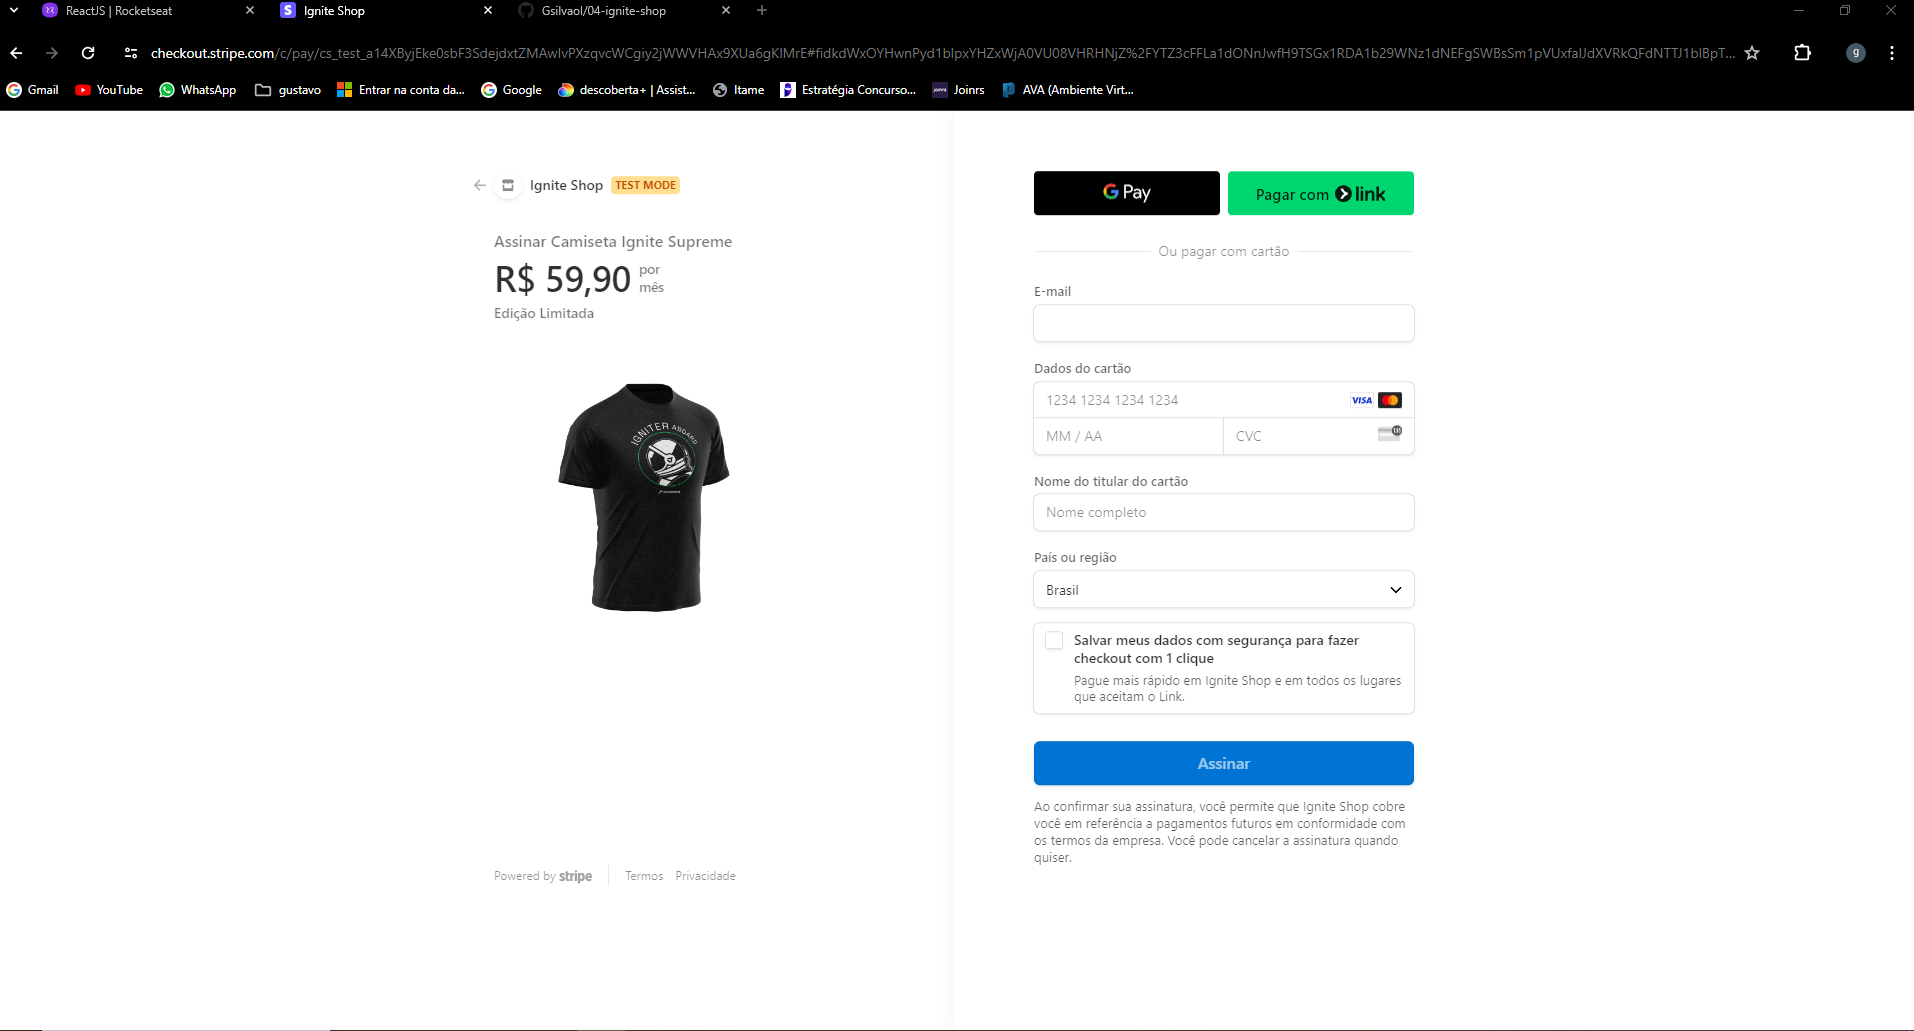 ReactJS | Rocketseat
Ignite Shop
Gsilvaol/04-ignite-shop
checkout.stripe.com/c/pay/cs_test_a14XByjEke0sbF3SdejdxtZMAwlvPXzqvcWCgiy2jWWVHAx9XUa6gKIMrE#fidkdWxOYHwnPyd1blpxYHZxWjA0VU08VHRHNjZ%2FYTZ3cFFLa1dONnJwfH9TSGx1RDA1b29WNz1dNEFgSWBsSm1pVUxfalJdXVRkQFdNTTJ1blBpT...
g
Gmail
YouTube
WhatsApp
gustavo
Entrar na conta da...
Google
descoberta+ | Assist...
Itame
Estratégia Concurso...
Joinrs
AVA (Ambiente Virt...
Ignite Shop TEST MODE
Assinar Camiseta Ignite Supreme
R$ 59,90 por mês
Edição Limitada
IGNITER ABOARD
Powered by stripe
Termos
Privacidade
G Pay
Pagar com link
Ou pagar com cartão
E-mail
Dados do cartão
1234 1234 1234 1234
VISA
MM / AA
CVC
135
Nome do titular do cartão
Nome completo
País ou região
Brasil
Salvar meus dados com segurança para fazer
checkout com 1 clique
Pague mais rápido em Ignite Shop e em todos os lugares
que aceitam o Link.
Assinar
Ao confirmar sua assinatura, você permite que Ignite Shop cobre
você em referência a pagamentos futuros em conformidade com
os termos da empresa. Você pode cancelar a assinatura quando
quiser.